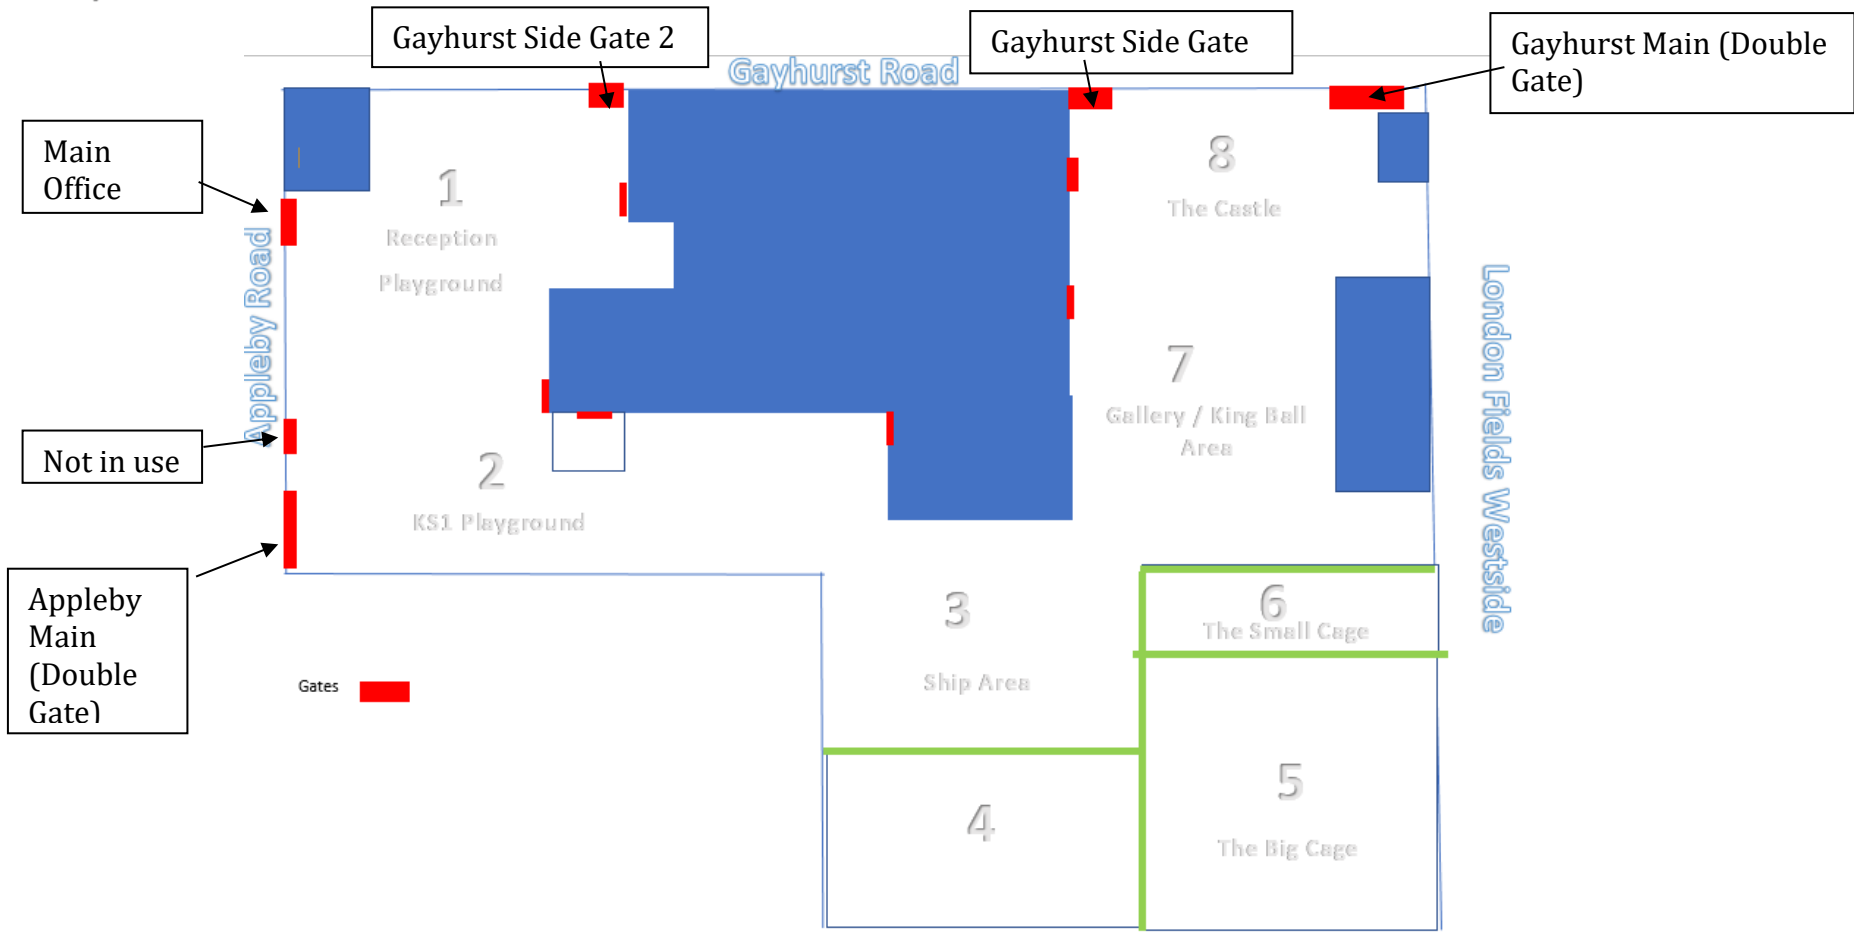 Gayhurst Side Gate 2
Gayhurst Side Gate
Gayhurst Main (Double
Gate)
Gayhurst Road
Main
Office
1
Reception
Playground
8
The Castle
Appleby Road
London Fields Westside
7
Gallery / King Ball
Area
Not in use
2
KS1 Playground
Appleby
Main
(Double
Gate)
3
Ship Area
6
The Small Cage
Gates
4
5
The Big Cage